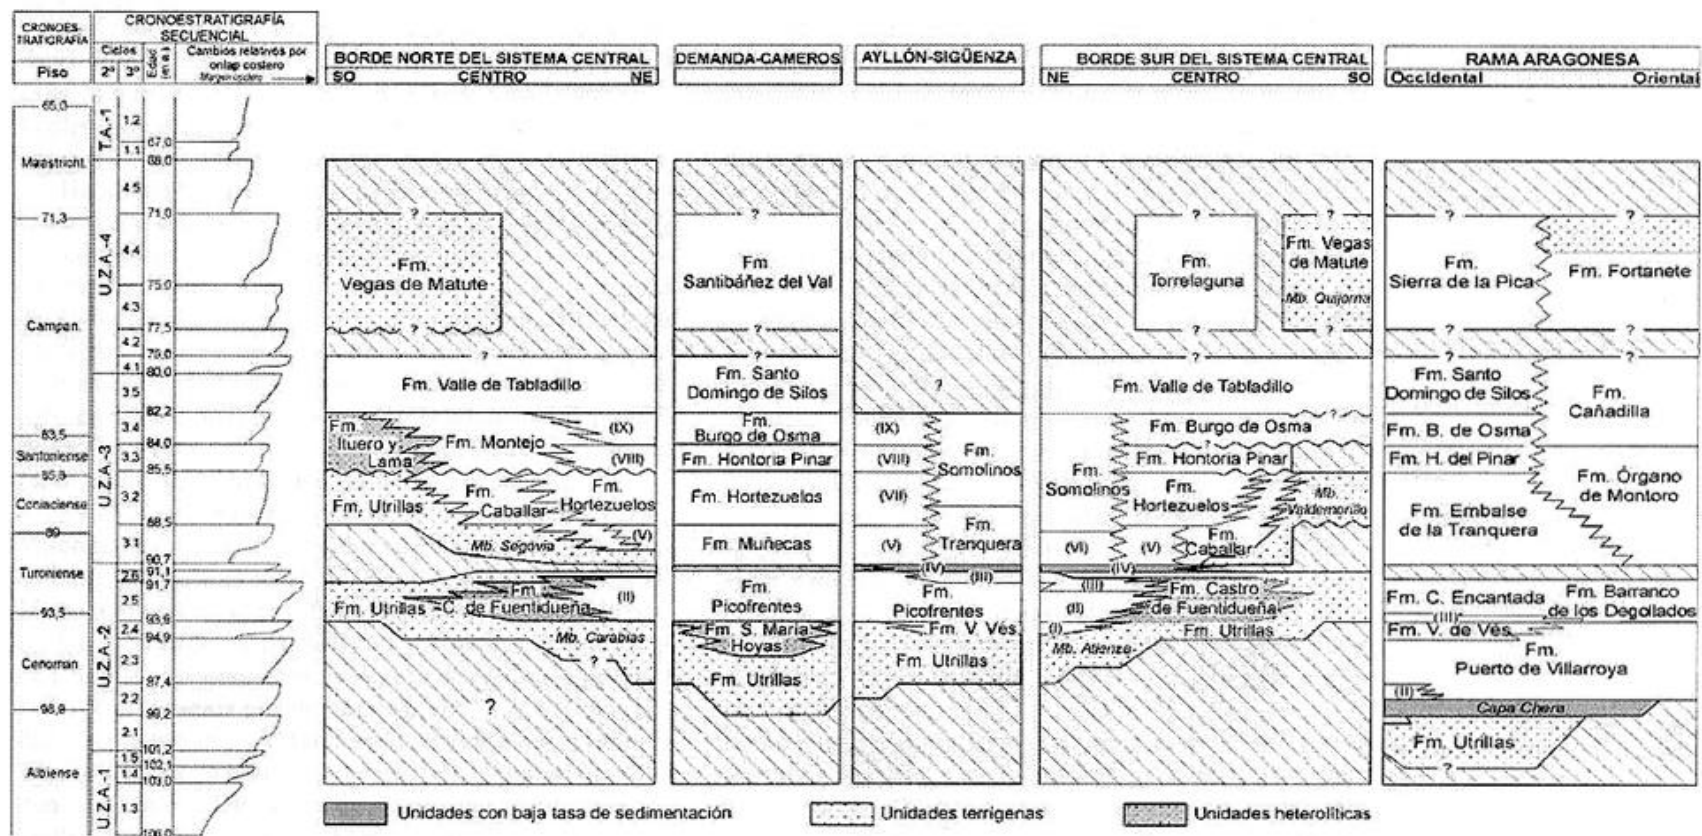 CRONOES-
TRATIGRAFÍA
Piso
CRONOESTRATIGRAFÍA
SECUENCIAL
Ciclos
2º
3º
Edad
(m.a.)
Cambios relativos por
onlap costero
BORDE NORTE DEL SISTEMA CENTRAL
SO
CENTRO
NE
DEMANDA-CAMEROS
AYLLÓN-SIGÜENZA
BORDE SUR DEL SISTEMA CENTRAL
NE
CENTRO
SO
RAMA ARAGONESA
Occidental
Oriental
65,0
Maestricht.
71,3
Campan.
83,5
Santoniense
85,8
Coniaciense
89
Turoniense
93,5
Cenoman.
98,9
Albiense
T.A.-1
U.Z.A.-4
U.Z.A.-3
U.Z.A.-2
U.Z.A.-1
1.2
1.1
4.5
4.4
4.3
4.2
4.1
3.5
3.4
3.3
3.2
3.1
2.6
2.5
2.4
2.3
2.2
2.1
1.5
1.4
1.3
67,0
68,0
71,0
75,0
77,5
79,0
80,0
82,2
84,0
85,5
90,7
91,1
91,7
94,9
97,4
99,2
101,2
102,1
103,0
?
Fm.
Vegas de Matute
?
?
Fm. Valle de Tabladillo
Fm.
Ituero y
Lama
Fm. Montejo
(IX)
(VIII)
Fm. Utrillas
Fm.
Caballar
Fm.
Hortezuelos
Mb. Segovia
(V)
Fm. Utrillas
Fm.
C. de Fuentidueña
(II)
Mb. Carabias
?
?
?
Fm.
Santibáñez del Val
?
?
Fm. Santo
Domingo de Silos
Fm.
Burgo de Osma
Fm. Hontoria Pinar
Fm. Hortezuelos
Fm. Muñecas
Fm.
Picofrentes
Fm. S. María
Hoyas
Fm. Utrillas
?
(IX)
(VIII)
(VII)
Fm.
Somolinos
(V)
Fm.
Tranquera
(IV)
(III)
Fm.
Picofrentes
Fm. V. Vés
Fm. Utrillas
?
?
Fm.
Torrelaguna
Fm. Vegas
de Matute
Mb. Quijorna
?
?
?
Fm. Valle de Tabladillo
?
Fm. Burgo de Osma
?
Fm. Hontoria Pinar
Fm.
Somolinos
Fm.
Hortezuelos
Mb.
Valdemorillo
(VI)
(V)
Fm.
Caballar
(IV)
(III)
(II)
Fm. Castro
de Fuentidueña
(I)
Fm. Utrillas
Mb. Atienza
?
?
Fm.
Sierra de la Pica
Fm. Fortanete
?
?
?
?
Fm. Santo
Domingo de Silos
Fm.
Cañadilla
Fm. B. de Osma
Fm. H. del Pinar
Fm. Órgano
de Montoro
Fm. Embalse
de la Tranquera
Fm. C. Encantada
Fm. Barranco
de los Degollados
(III)
Fm. V. de Vés
Fm.
Puerto de Villarroya
(II)
Capa Chera
Fm. Utrillas
?
Unidades con baja tasa de sedimentación
Unidades terrígenas
Unidades heterolíticas